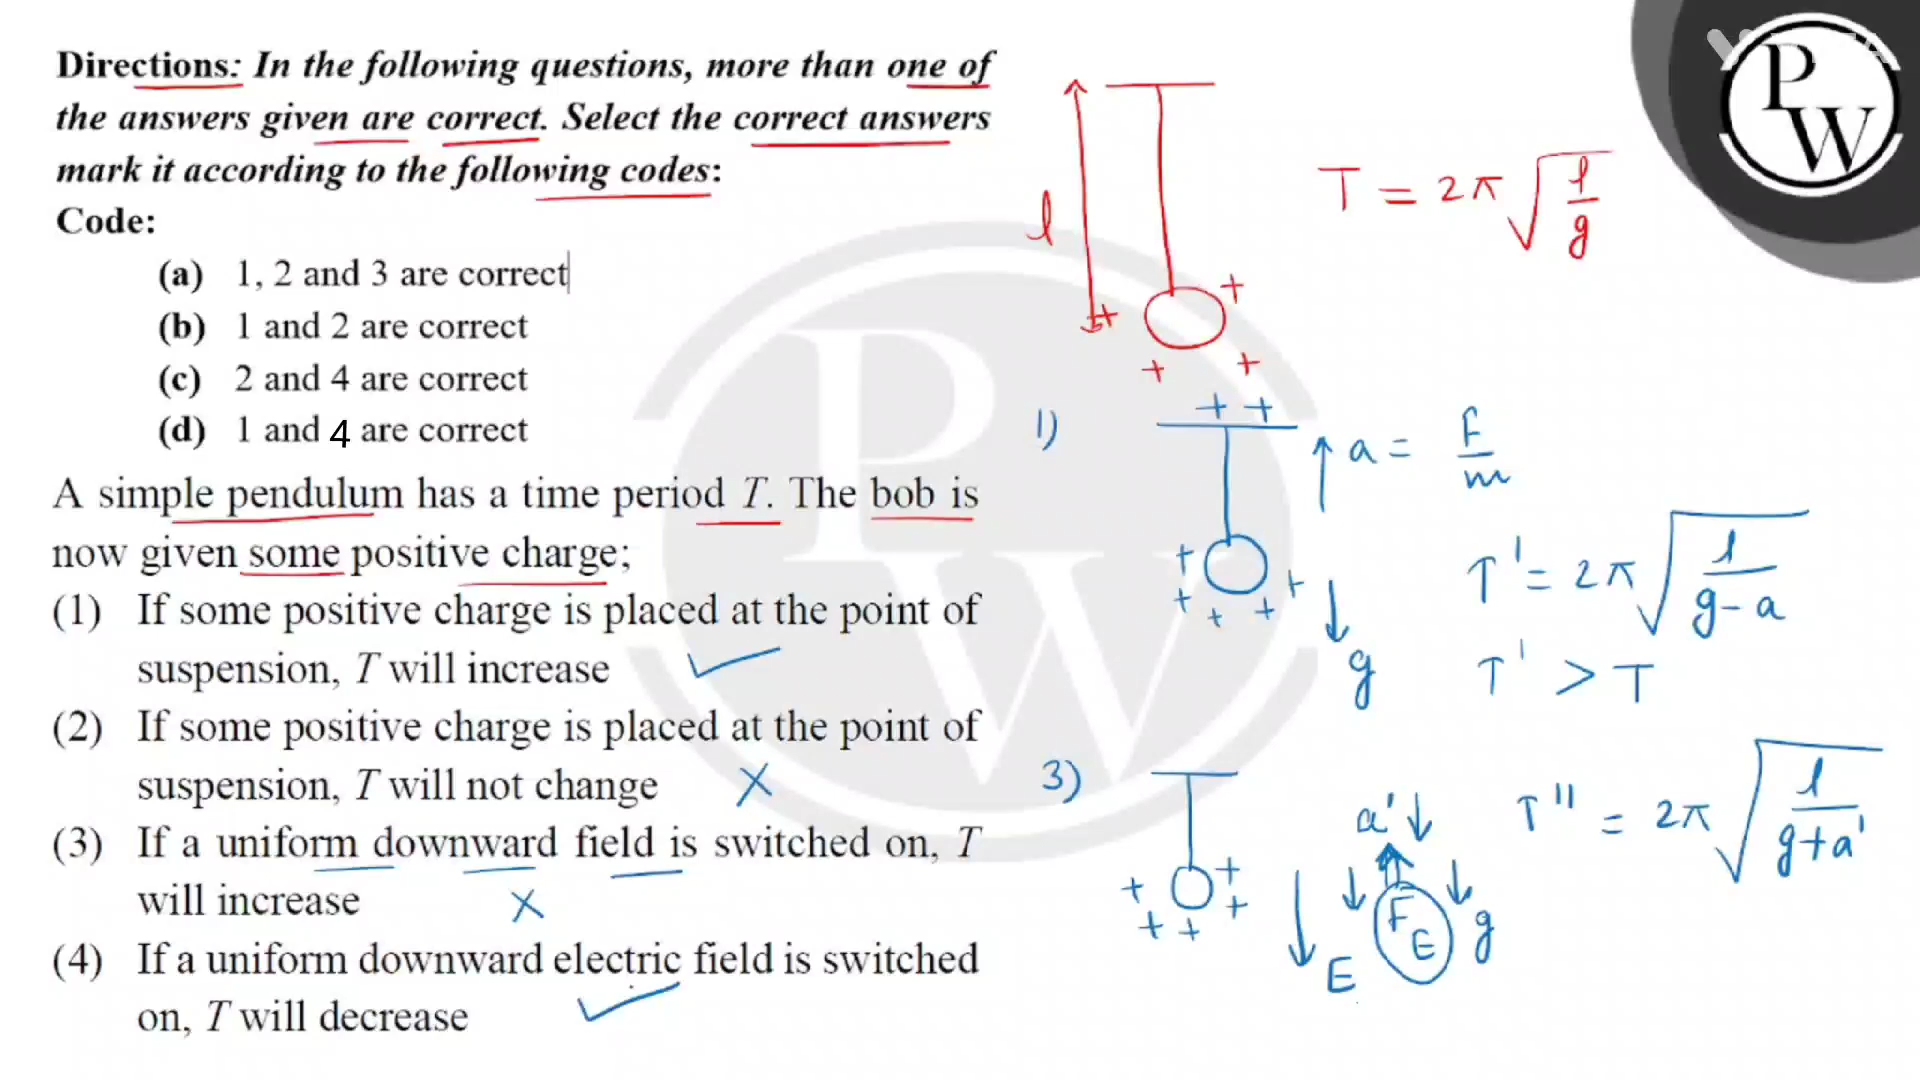 Directions: In the following questions, more than one of
the answers given are correct. Select the correct answers
mark it according to the following codes:
Code:
(a) 1, 2 and 3 are correct
(b) 1 and 2 are correct
(c) 2 and 4 are correct
(d) 1 and 4 are correct
A simple pendulum has a time period T. The bob is
now given some positive charge;
(1) If some positive charge is placed at the point of
suspension, T will increase
(2) If some positive charge is placed at the point of
suspension, T will not change
(3) If a uniform downward field is switched on, T
will increase
(4) If a uniform downward electric field is switched
on, T will decrease
l
T = 2π √(l/g)
+ + + +
1)
+ +
a = F/m
+ + + + +
g
T' = 2π √(l/(g-a))
T' > T
3)
+ + + + +
E
a'
F E
g
T'' = 2π √(l/(g+a'))
PW
PW